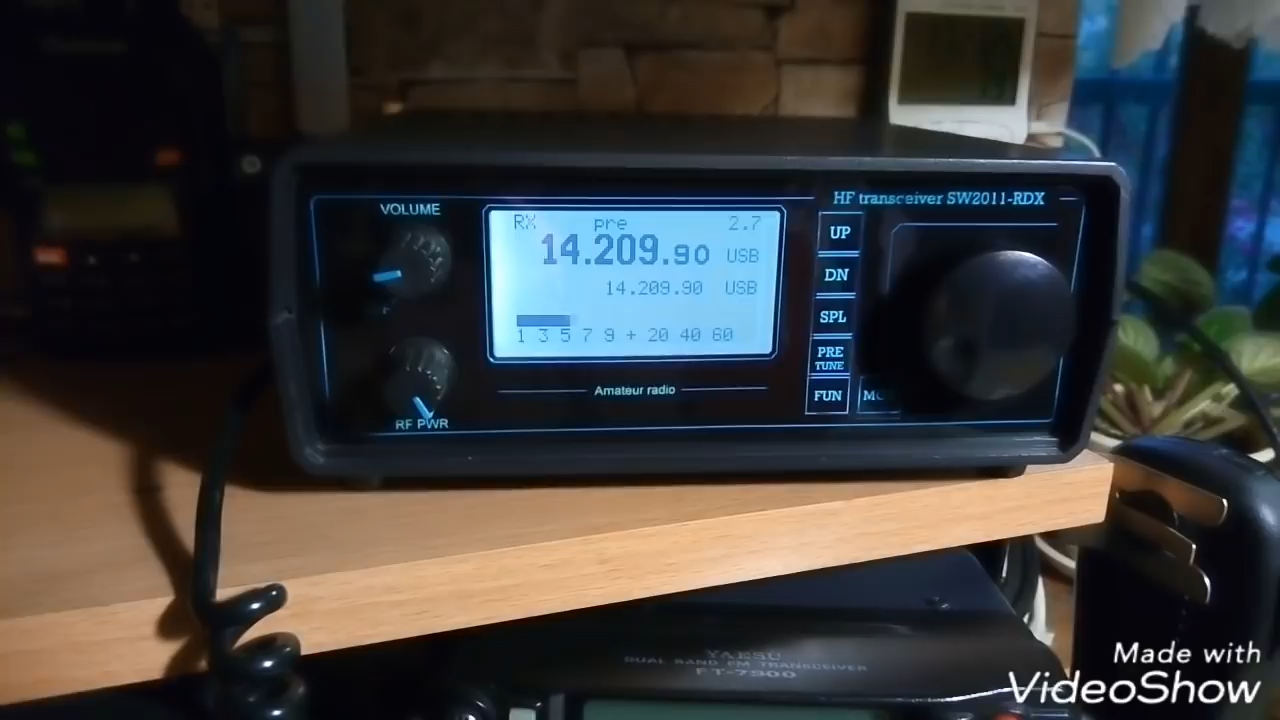 HF transceiver SW2011-RDX
VOLUME
RX pre 2.7
14.209.90 USB
14.209.90 USB
1 3 5 7 9 + 20 40 60
UP
DN
SPL
PRE
TUNE
FUN
Amateur radio
RF PWR
YAESU
DUAL BAND FM TRANSCEIVER
FT-7900
Made with
VideoShow